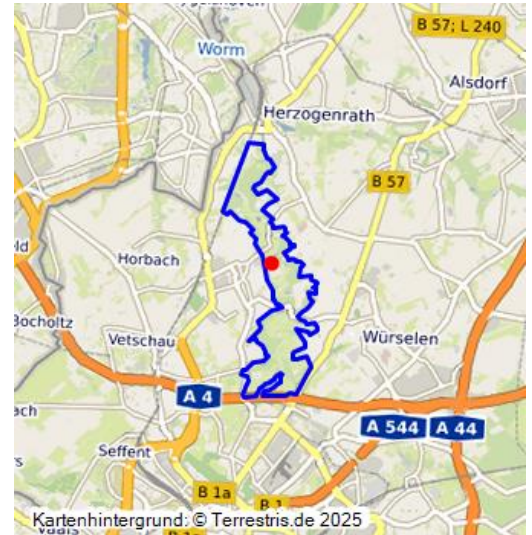 Worm
B 57; L 240
Alsdorf
Herzogenrath
B 57
Horbach
Bocholtz
Vetschau
Würselen
A 4
A 544
A 44
Seffent
B 1a
B 1
Vaals
Kartenhintergrund: © Terrestris.de 2025